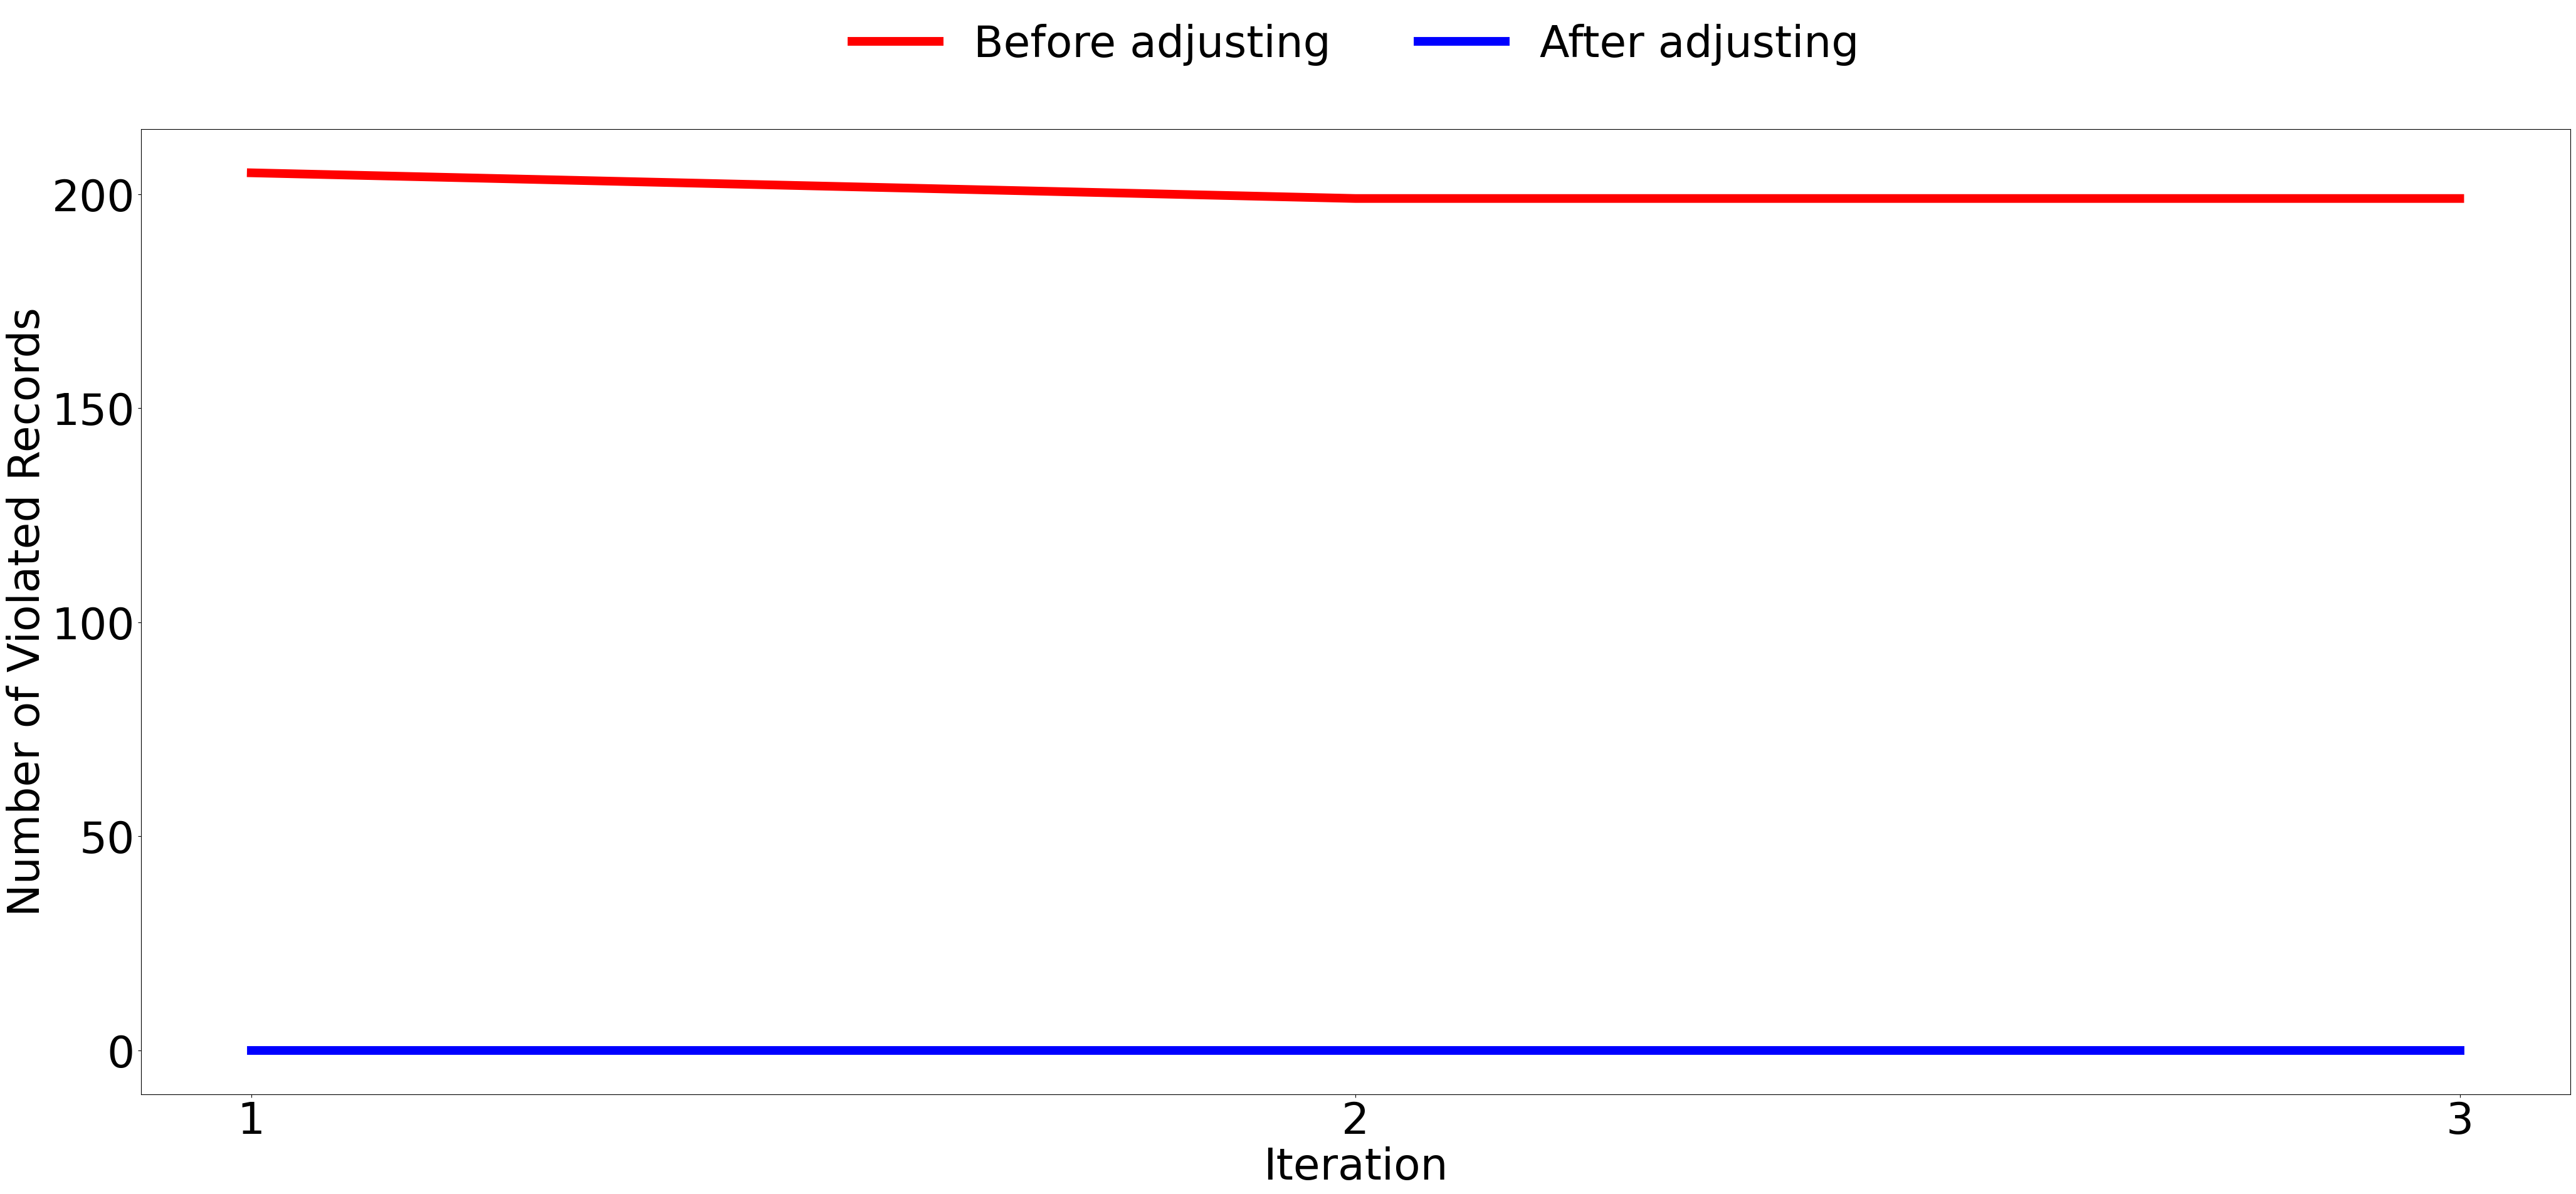 Before adjusting
After adjusting
Number of Violated Records
200
150
100
50
0
1
2
3
Iteration